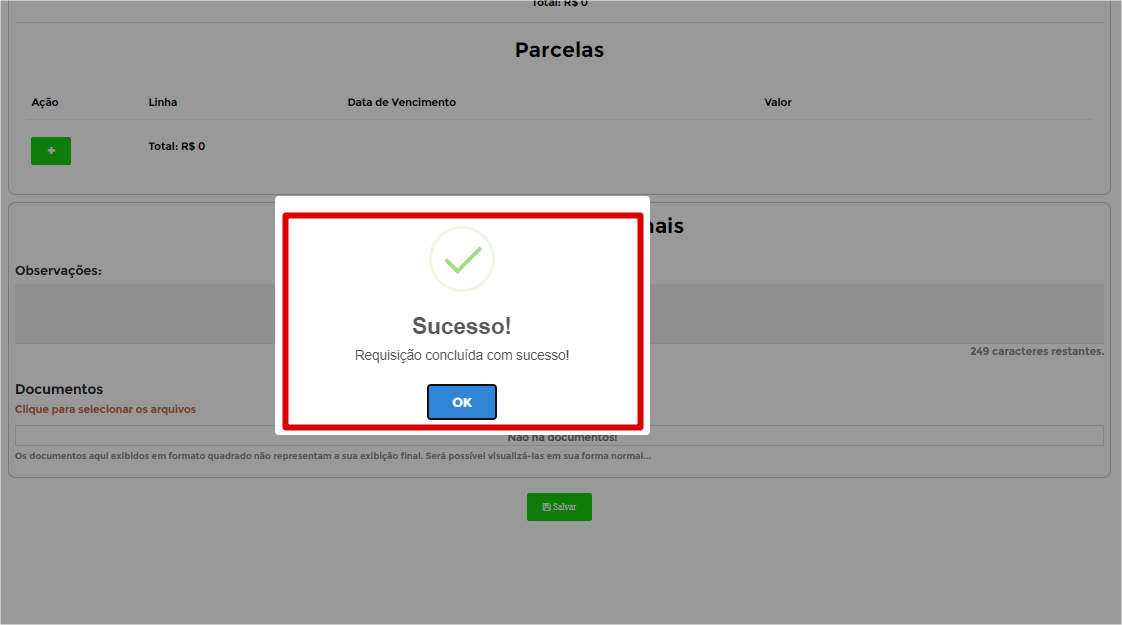 Total: R$ 0
Parcelas
Ação Linha Data de Vencimento Valor
+ Total: R$ 0
nais
Observações:
249 caracteres restantes.
Sucesso!
Requisição concluída com sucesso!
OK
Documentos
Clique para selecionar os arquivos
Não há documentos!
Os documentos aqui exibidos em formato quadrado não representam a sua exibição final. Será possível visualizá-las em sua forma normal...
Salvar